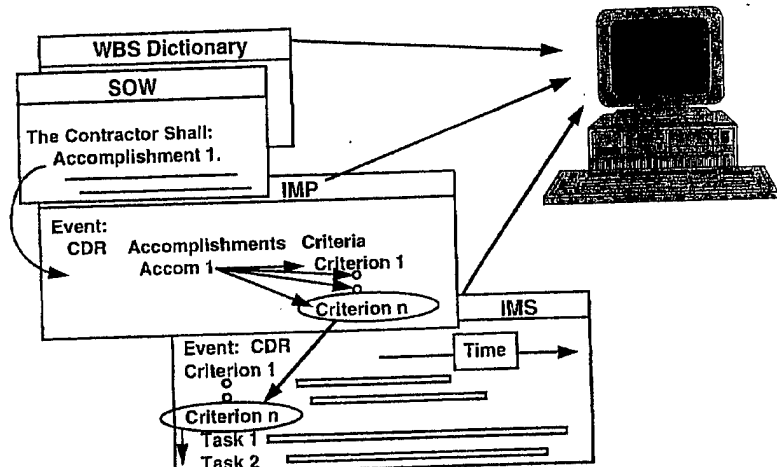 WBS Dictionary
SOW
The Contractor Shall:
Accomplishment 1.
IMP
Event:
CDR Accomplishments Criteria
Accom 1 Criterion 1
Criterion n
IMS
Event: CDR
Time
Criterion 1
Criterion n
Task 1
Task 2